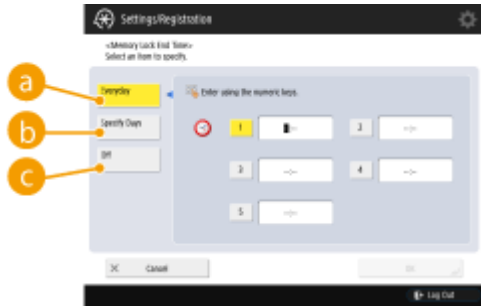 Settings/Registration
<Memory Lock End Time>
Select an item to specify.
a
Everyday
Enter using the numeric keys.
b
Specify Days
1
--:--
2
--:--
c
Off
3
--:--
4
--:--
5
--:--
Cancel
OK
Log Out